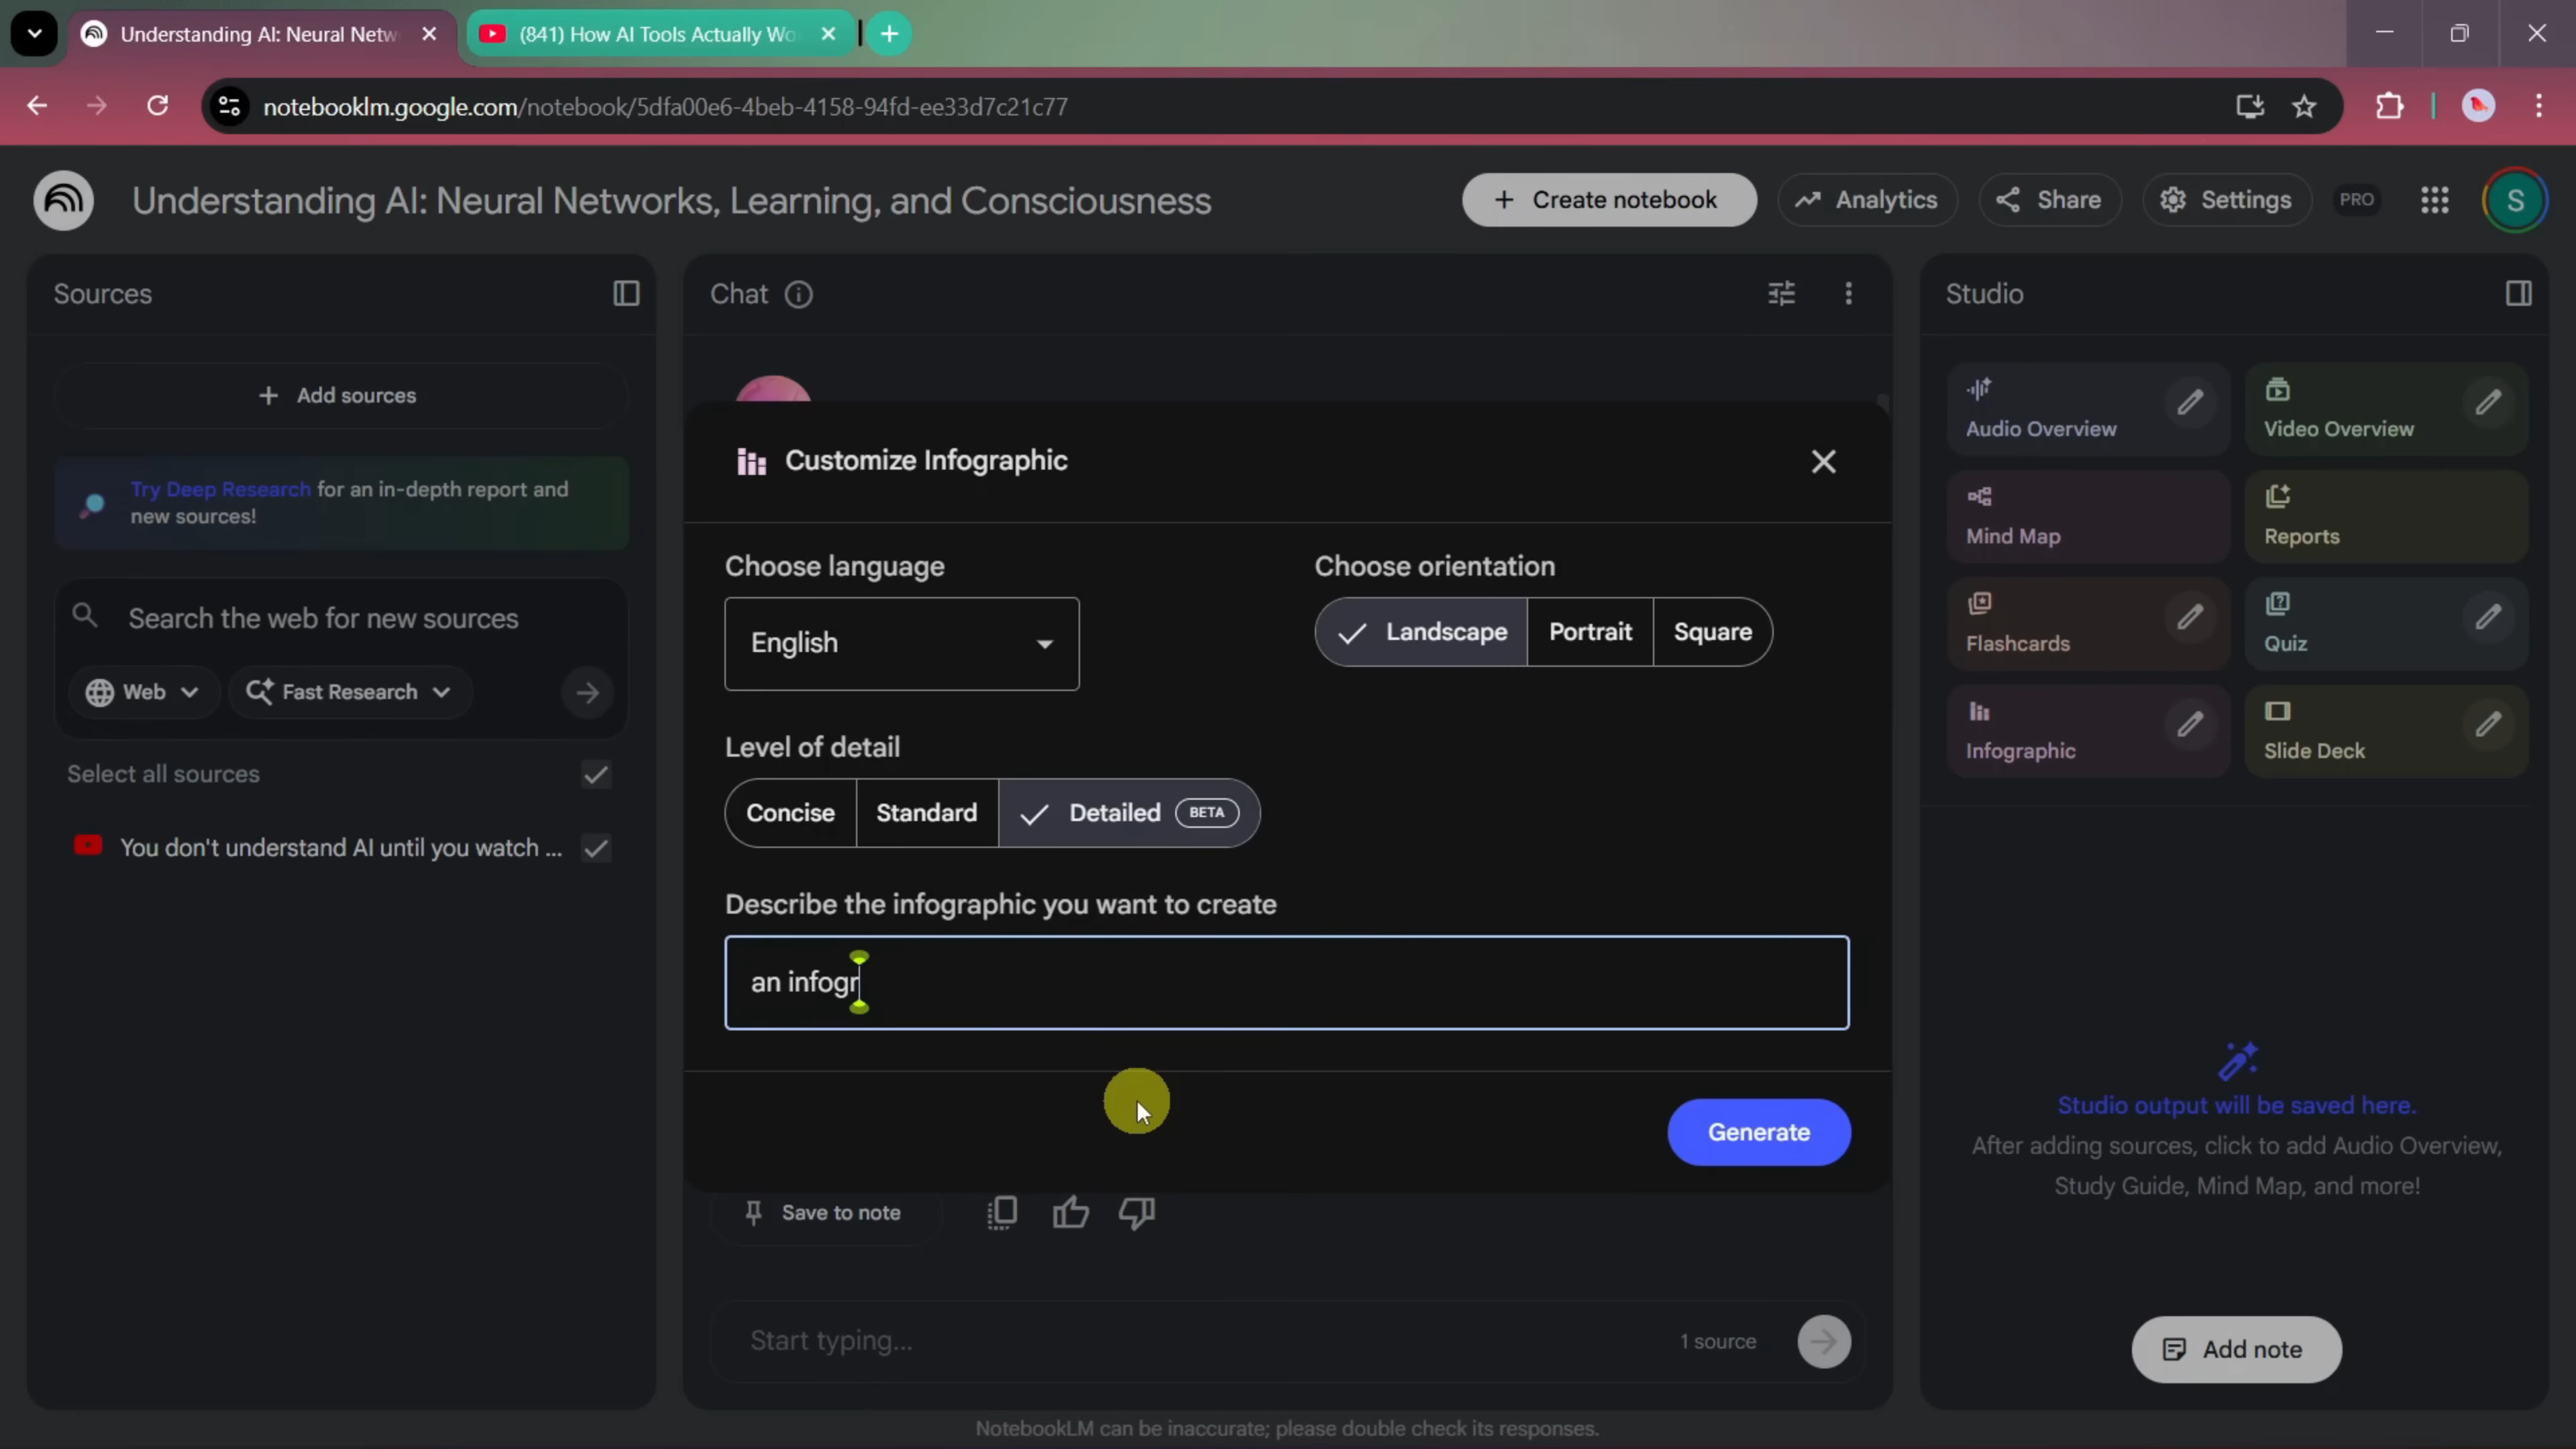 Understanding AI: Neural Netw
(841) How AI Tools Actually Wo
notebooklm.google.com/notebook/5dfa00e6-4beb-4158-94fd-ee33d7c21c77
Understanding AI: Neural Networks, Learning, and Consciousness
Create notebook
Analytics
Share
Settings
PRO
S
Sources
Add sources
Try Deep Research for an in-depth report and
new sources!
Search the web for new sources
Web
Fast Research
Select all sources
You don't understand AI until you watch ...
Chat
Customize Infographic
Choose language
English
Choose orientation
Landscape
Portrait
Square
Level of detail
Concise
Standard
Detailed
BETA
Describe the infographic you want to create
an infogr
Generate
Save to note
Start typing...
1 source
Studio
Audio Overview
Video Overview
Mind Map
Reports
Flashcards
Quiz
Infographic
Slide Deck
Studio output will be saved here.
After adding sources, click to add Audio Overview,
Study Guide, Mind Map, and more!
Add note
NotebookLM can be inaccurate; please double check its responses.